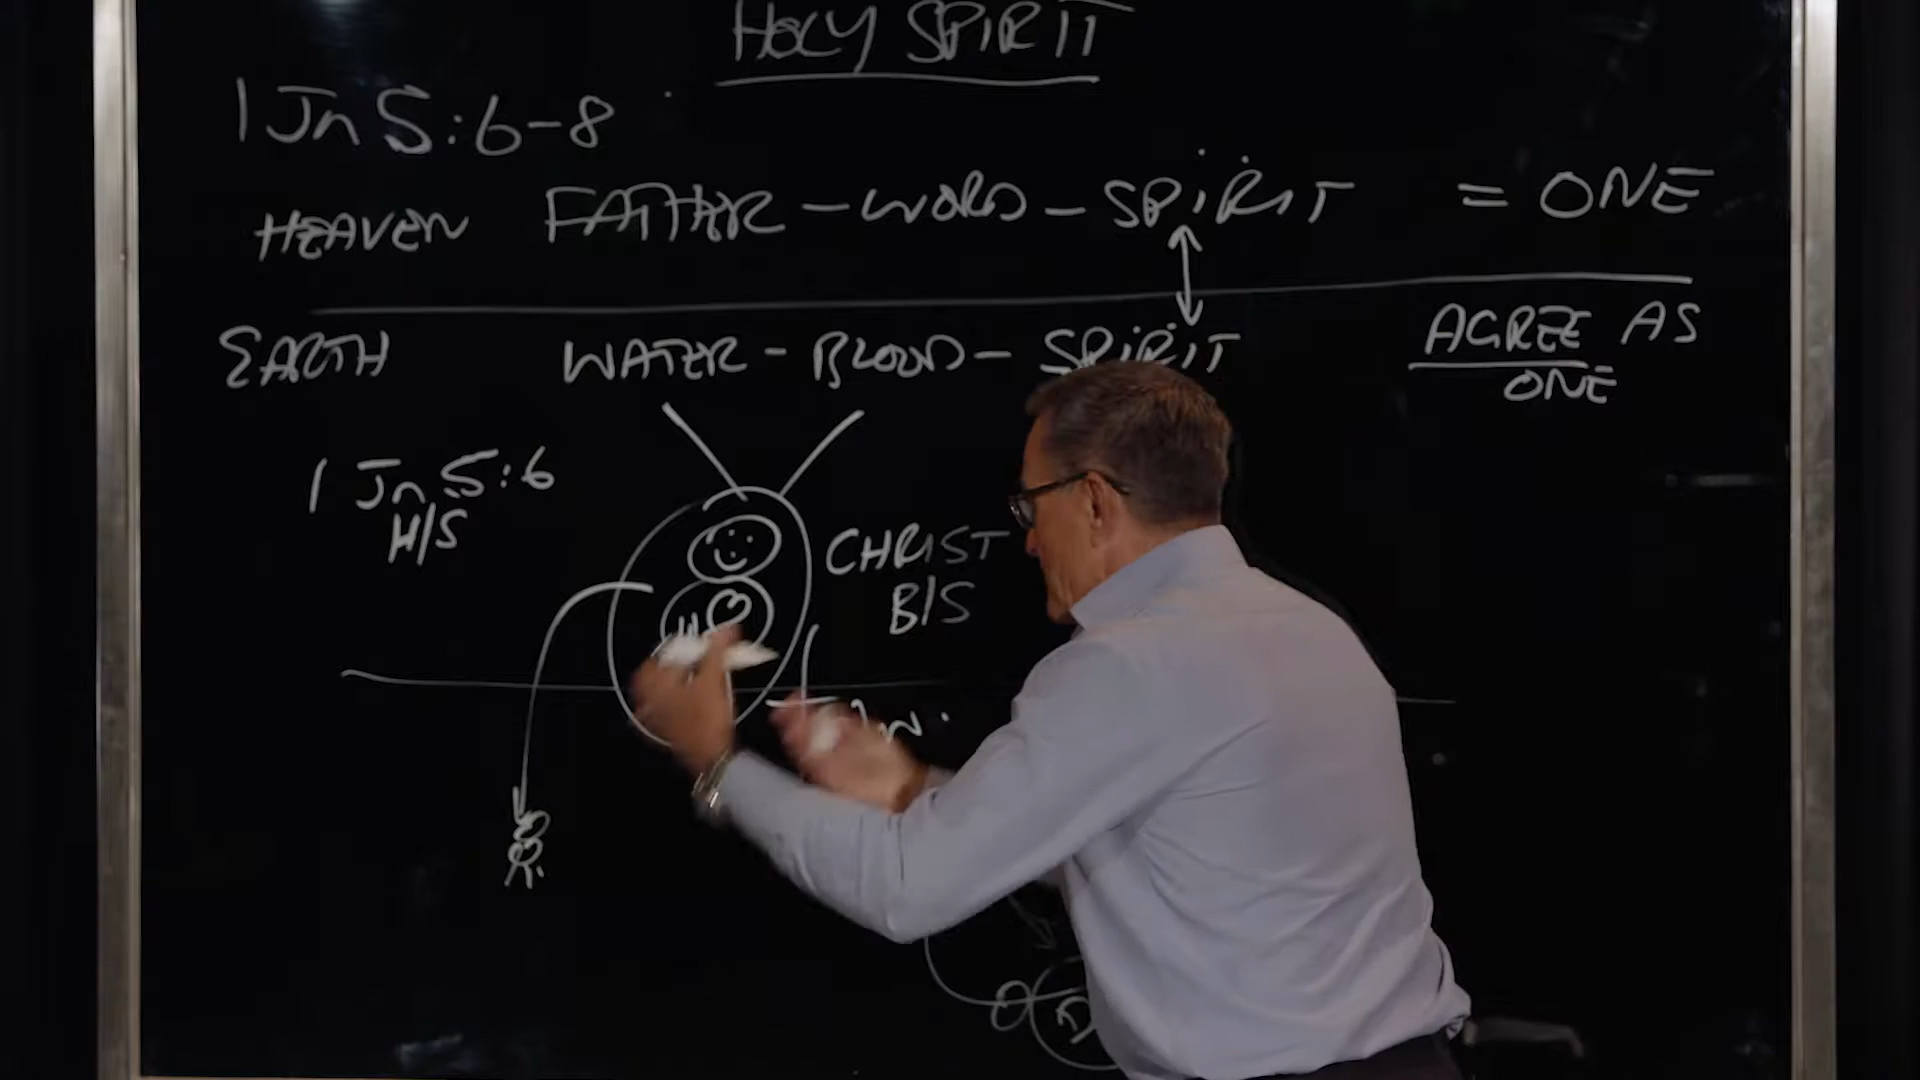 HOLY SPIRIT
1 Jn 5:6-8
HEAVEN FATHER - WORD - SPIRIT = ONE
EARTH WATER - BLOOD - SPIRIT AGREE AS ONE
1 Jn 5:6
H/S
CHRIST
B/S